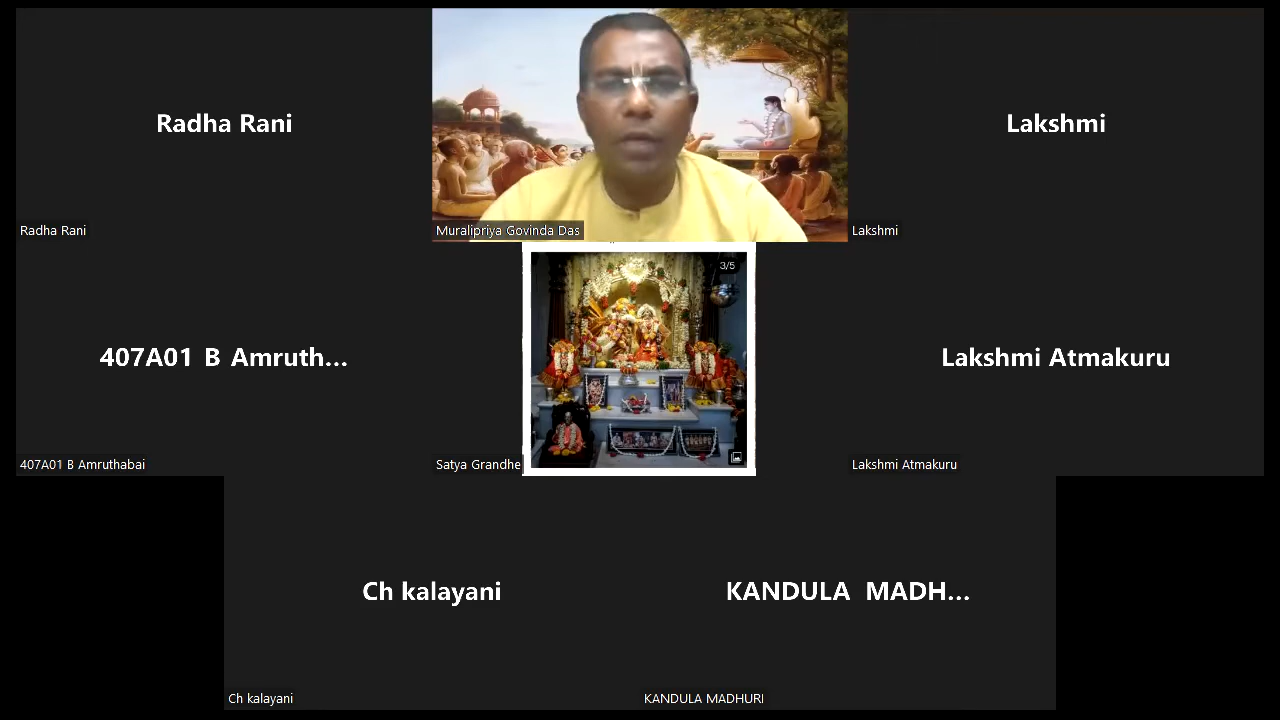 Radha Rani
Radha Rani
Muralipriya Govinda Das
Lakshmi
Lakshmi
407A01 B Amruth...
407A01 B Amruthabai
3/5
Satya Grandhe
Lakshmi Atmakuru
Lakshmi Atmakuru
Ch kalayani
Ch kalayani
KANDULA MADH...
KANDULA MADHURI